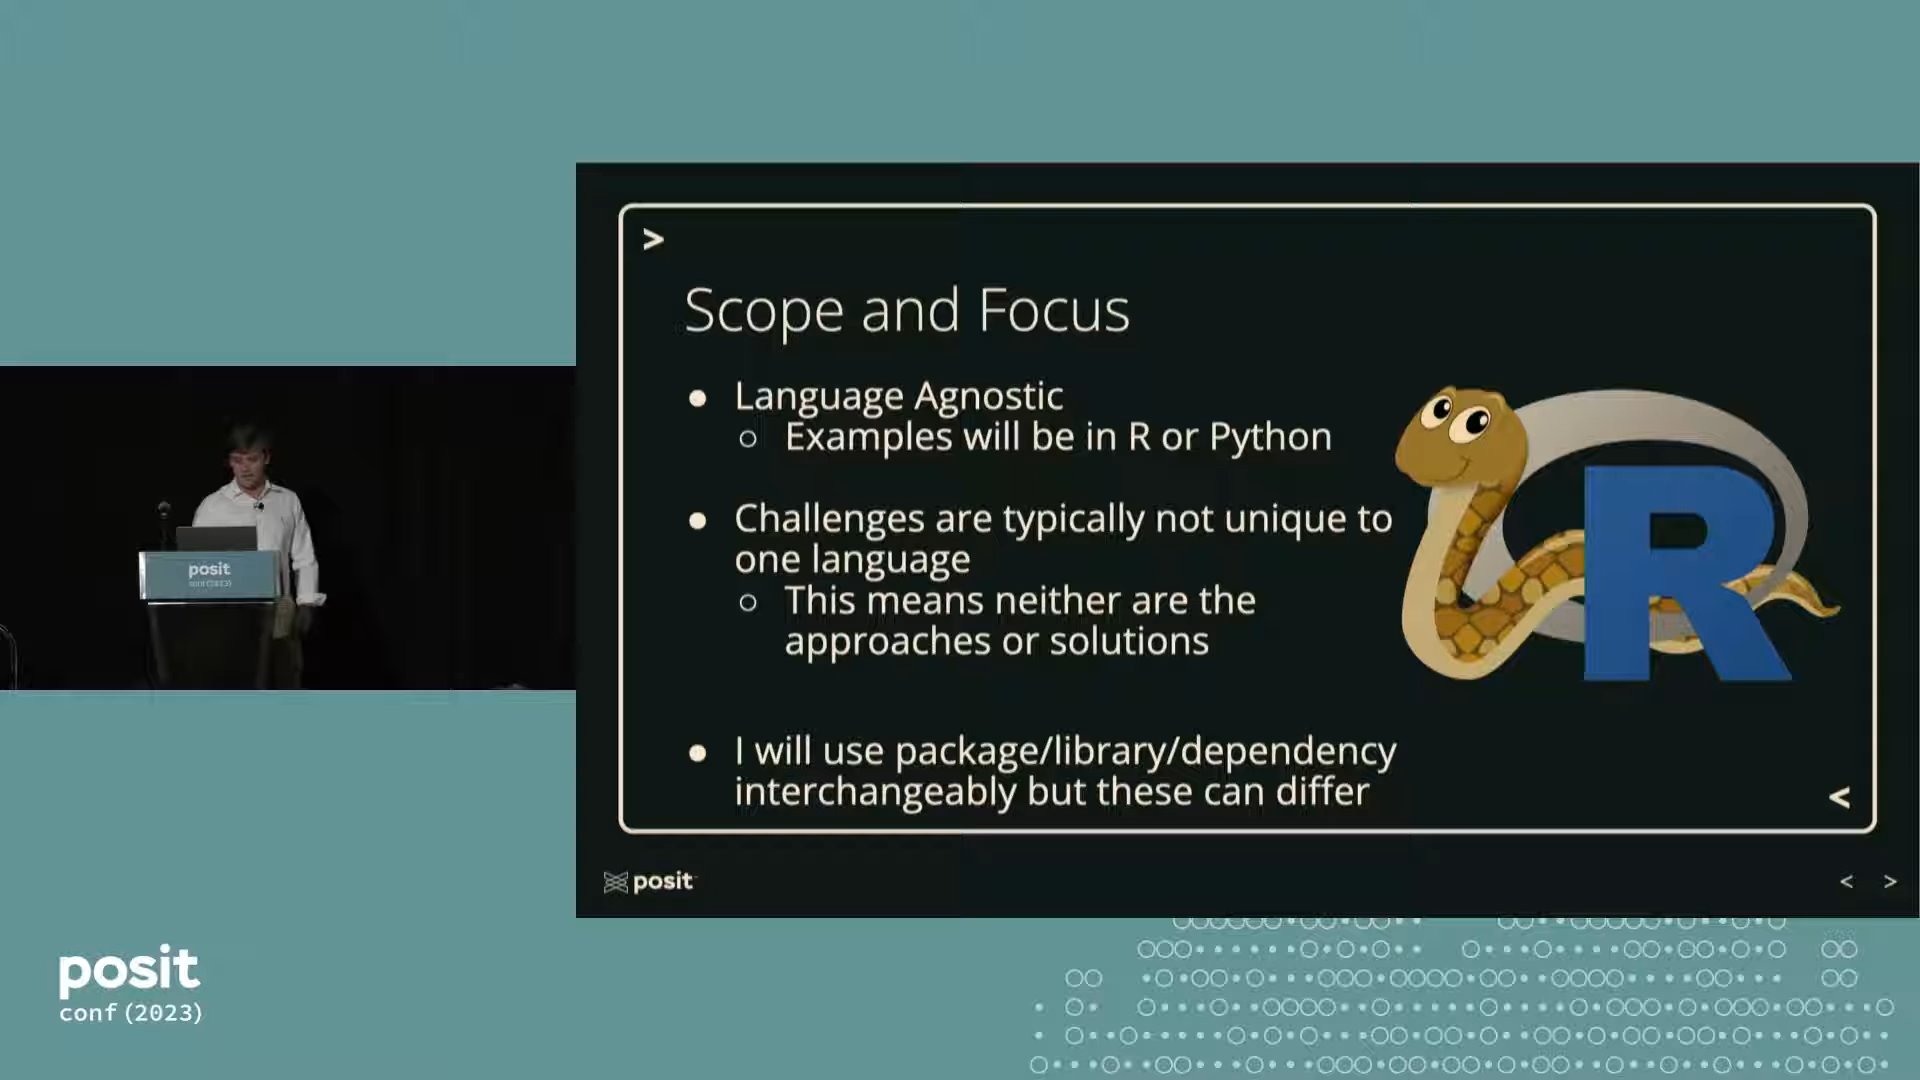 >
Scope and Focus
● Language Agnostic
○ Examples will be in R or Python
● Challenges are typically not unique to
one language
○ This means neither are the
approaches or solutions
● I will use package/library/dependency
interchangeably but these can differ
R
<
posit
< >
posit
conf(2023)
posit
conf(2023)